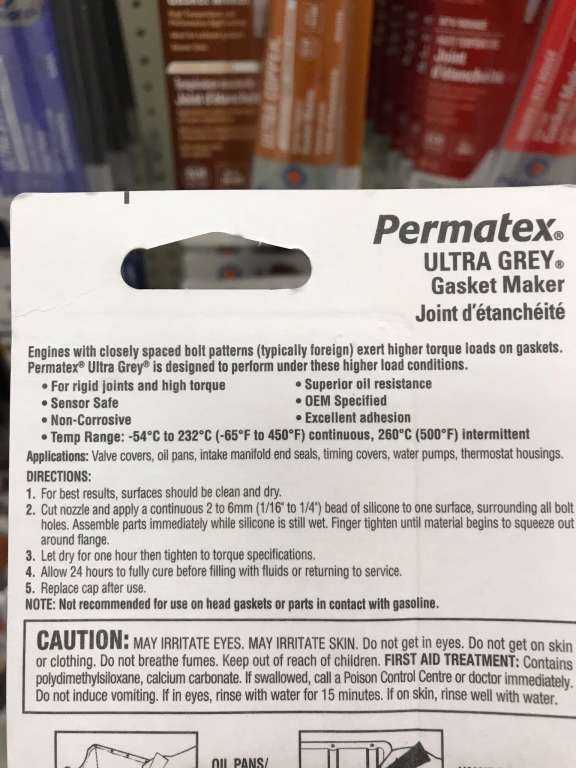 Joint
d'étanchéité
ULTRA COPPER
Permatex®
ULTRA GREY®
Gasket Maker
Joint d'étanchéité
Engines with closely spaced bolt patterns (typically foreign) exert higher torque loads on gaskets.
Permatex® Ultra Grey® is designed to perform under these higher load conditions.
• For rigid joints and high torque
• Superior oil resistance
• Sensor Safe
• OEM Specified
• Non-Corrosive
• Excellent adhesion
• Temp Range: -54°C to 232°C (-65°F to 450°F) continuous, 260°C (500°F) intermittent
Applications: Valve covers, oil pans, intake manifold end seals, timing covers, water pumps, thermostat housings.
DIRECTIONS:
1. For best results, surfaces should be clean and dry.
2. Cut nozzle and apply a continuous 2 to 6mm (1/16" to 1/4") bead of silicone to one surface, surrounding all bolt
holes. Assemble parts immediately while silicone is still wet. Finger tighten until material begins to squeeze out
around flange.
3. Let dry for one hour then tighten to torque specifications.
4. Allow 24 hours to fully cure before filling with fluids or returning to service.
5. Replace cap after use.
NOTE: Not recommended for use on head gaskets or parts in contact with gasoline.
CAUTION: MAY IRRITATE EYES. MAY IRRITATE SKIN. Do not get in eyes. Do not get on skin
or clothing. Do not breathe fumes. Keep out of reach of children. FIRST AID TREATMENT: Contains
polydimethylsiloxane, calcium carbonate. If swallowed, call a Poison Control Centre or doctor immediately.
Do not induce vomiting. If in eyes, rinse with water for 15 minutes. If on skin, rinse well with water.
OIL PANS/